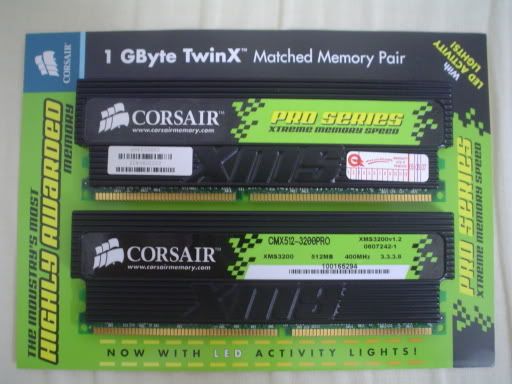 CORSAIR
1 GByte TwinX™ Matched Memory Pair
With
LED ACTIVITY
LIGHTS!
THE INDUSTRY'S MOST
HIGHLY AWARDED
MEMORY
CORSAIR
www.corsairmemory.com
PRO SERIES
XTREME MEMORY SPEED
XMS
PRO SERIES
XTREME MEMORY SPEED
CORSAIR
www.corsairmemory.com
CMX512-3200PRO
XMS3200v1.2
0607242-1
XMS3200 512MB 400MHz 3.3.3.8
100165294
XMS
NOW WITH LED ACTIVITY LIGHTS!